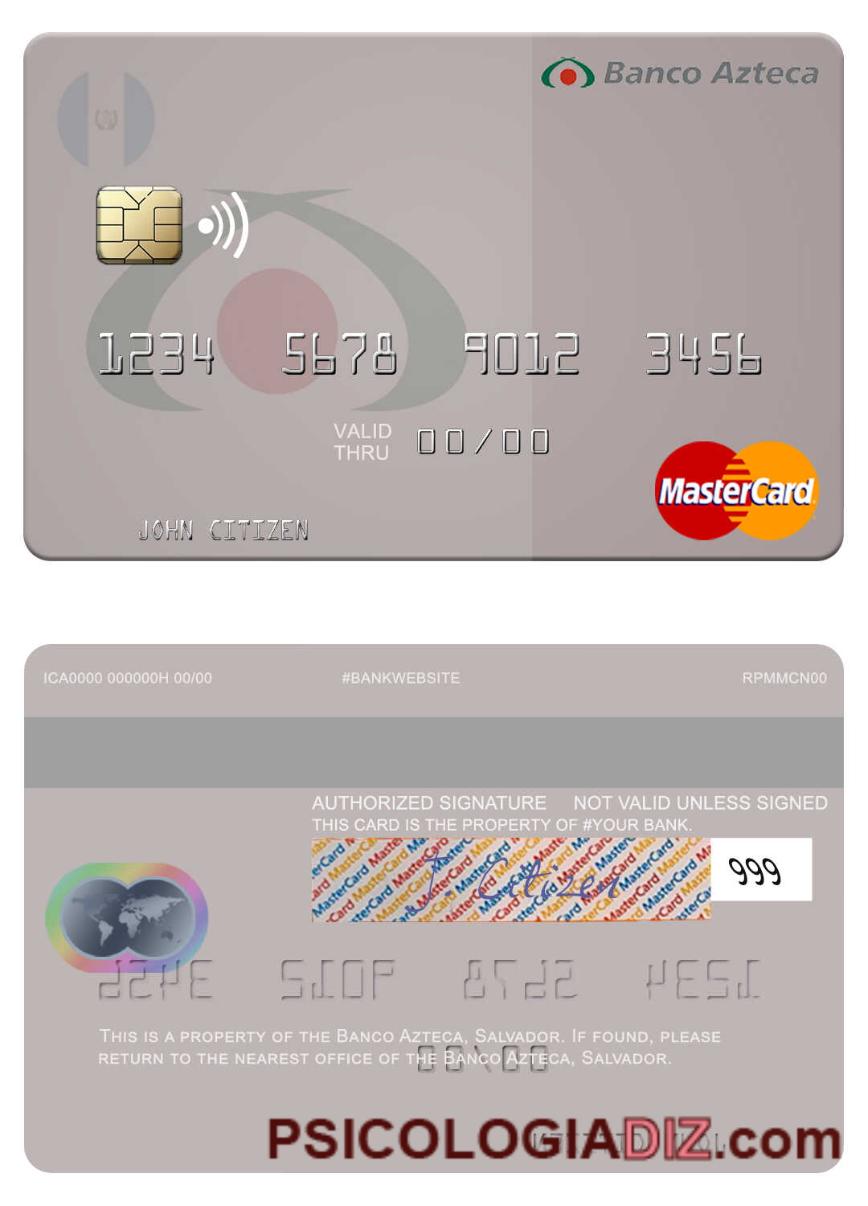 Banco Azteca
1234 5678 9012 3456
VALID THRU 00/00
MasterCard
JOHN CITIZEN
ICA0000 000000H 00/00 #BANKWEBSITE RPMMCN00
AUTHORIZED SIGNATURE NOT VALID UNLESS SIGNED
THIS CARD IS THE PROPERTY OF #YOUR BANK.
J. Citizen 999
THIS IS A PROPERTY OF THE BANCO AZTECA, SALVADOR. IF FOUND, PLEASE
RETURN TO THE NEAREST OFFICE OF THE BANCO AZTECA, SALVADOR.
PSICOLOGIADIZ.com